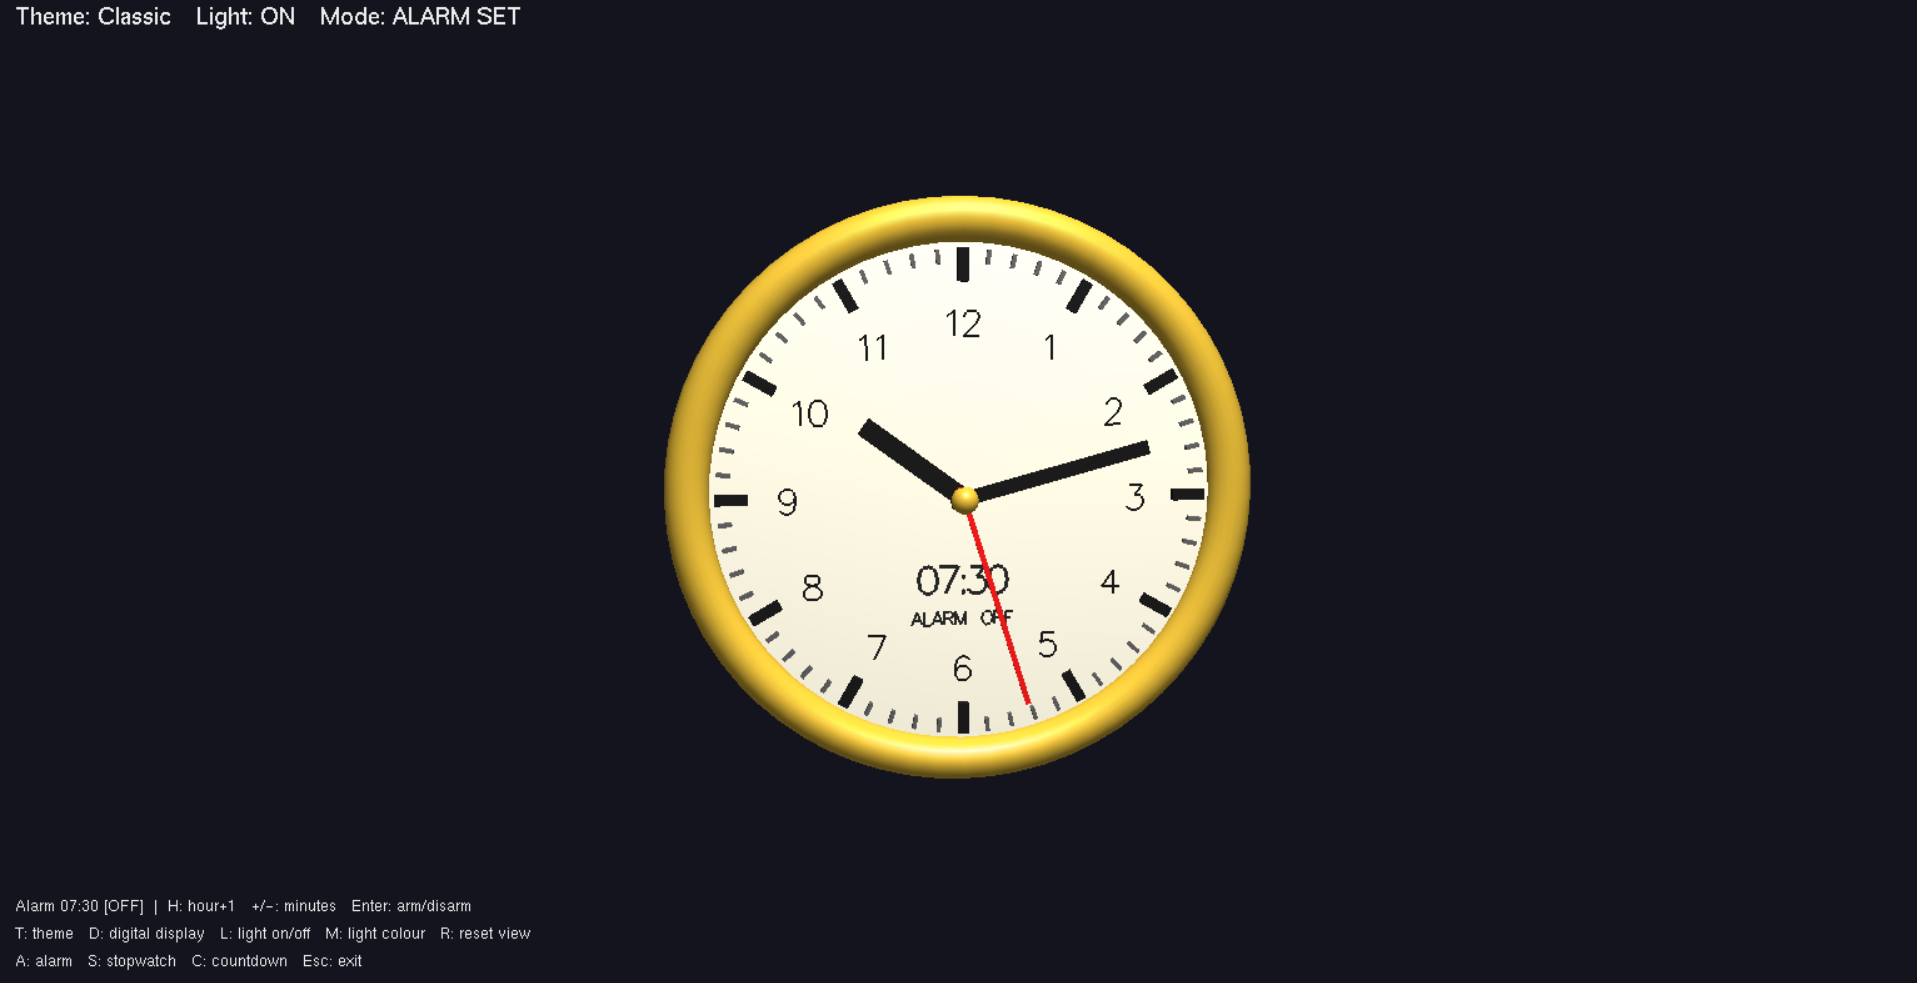 Theme: Classic Light: ON Mode: ALARM SET
12
11 1
10 2
9 3
8 4
7 5
6
07:30
ALARM OFF
Alarm 07:30 [OFF] | H: hour+1 +/-: minutes Enter: arm/disarm
T: theme D: digital display L: light on/off M: light colour R: reset view
A: alarm S: stopwatch C: countdown Esc: exit